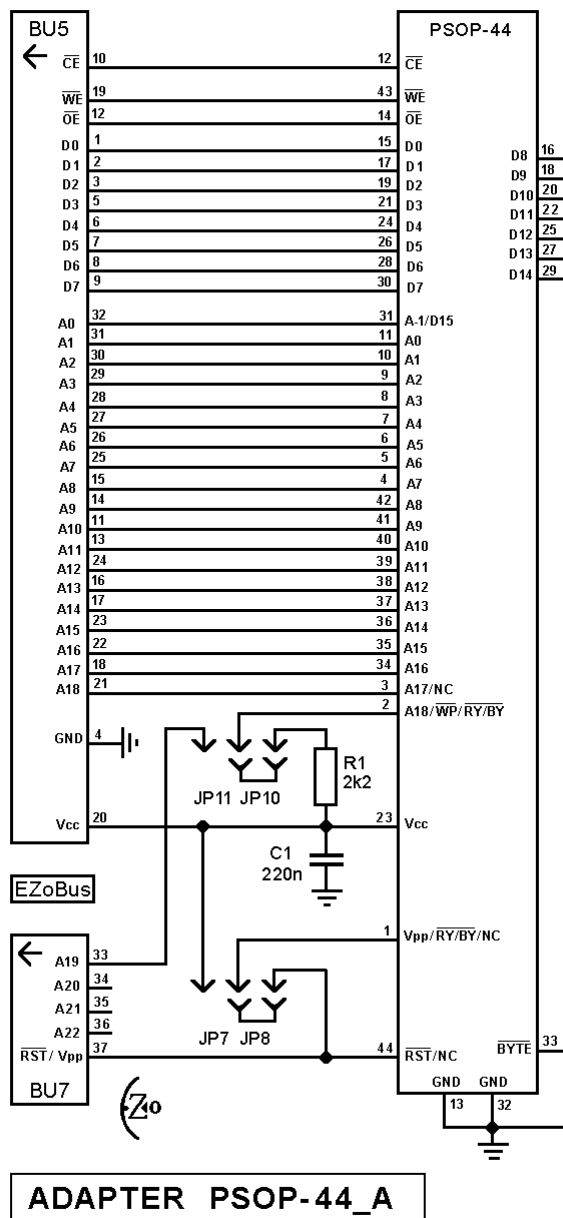 BU5 PSOP-44
CE 10 12 CE
WE 19 43 WE
OE 12 14 OE
D0 1 15 D0
D1 2 17 D1
D2 3 19 D2
D3 5 21 D3
D4 6 24 D4
D5 7 26 D5
D6 8 28 D6
D7 9 30 D7
D8 16
D9 18
D10 20
D11 22
D12 25
D13 27
D14 29
A0 32 31 A-1/D15
A1 31 11 A0
A2 30 10 A1
A3 29 9 A2
A4 28 8 A3
A5 27 7 A4
A6 26 6 A5
A7 25 5 A6
A8 15 4 A7
A9 14 42 A8
A10 11 41 A9
A11 13 40 A10
A12 24 39 A11
A13 16 38 A12
A14 17 37 A13
A15 23 36 A14
A16 22 35 A15
A17 18 34 A16
A18 21 3 A17/NC
2 A18/WP/RY/BY
GND 4
R1
2k2
JP11 JP10
Vcc 20 23 Vcc
C1
220n
EZoBus
1 Vpp/RY/BY/NC
A19 33
A20 34
A21 35
A22 36
JP7 JP8
RST/ Vpp 37 44 RST/NC
BYTE 33
BU7
GND GND
13 32
Zo
ADAPTER PSOP-44_A